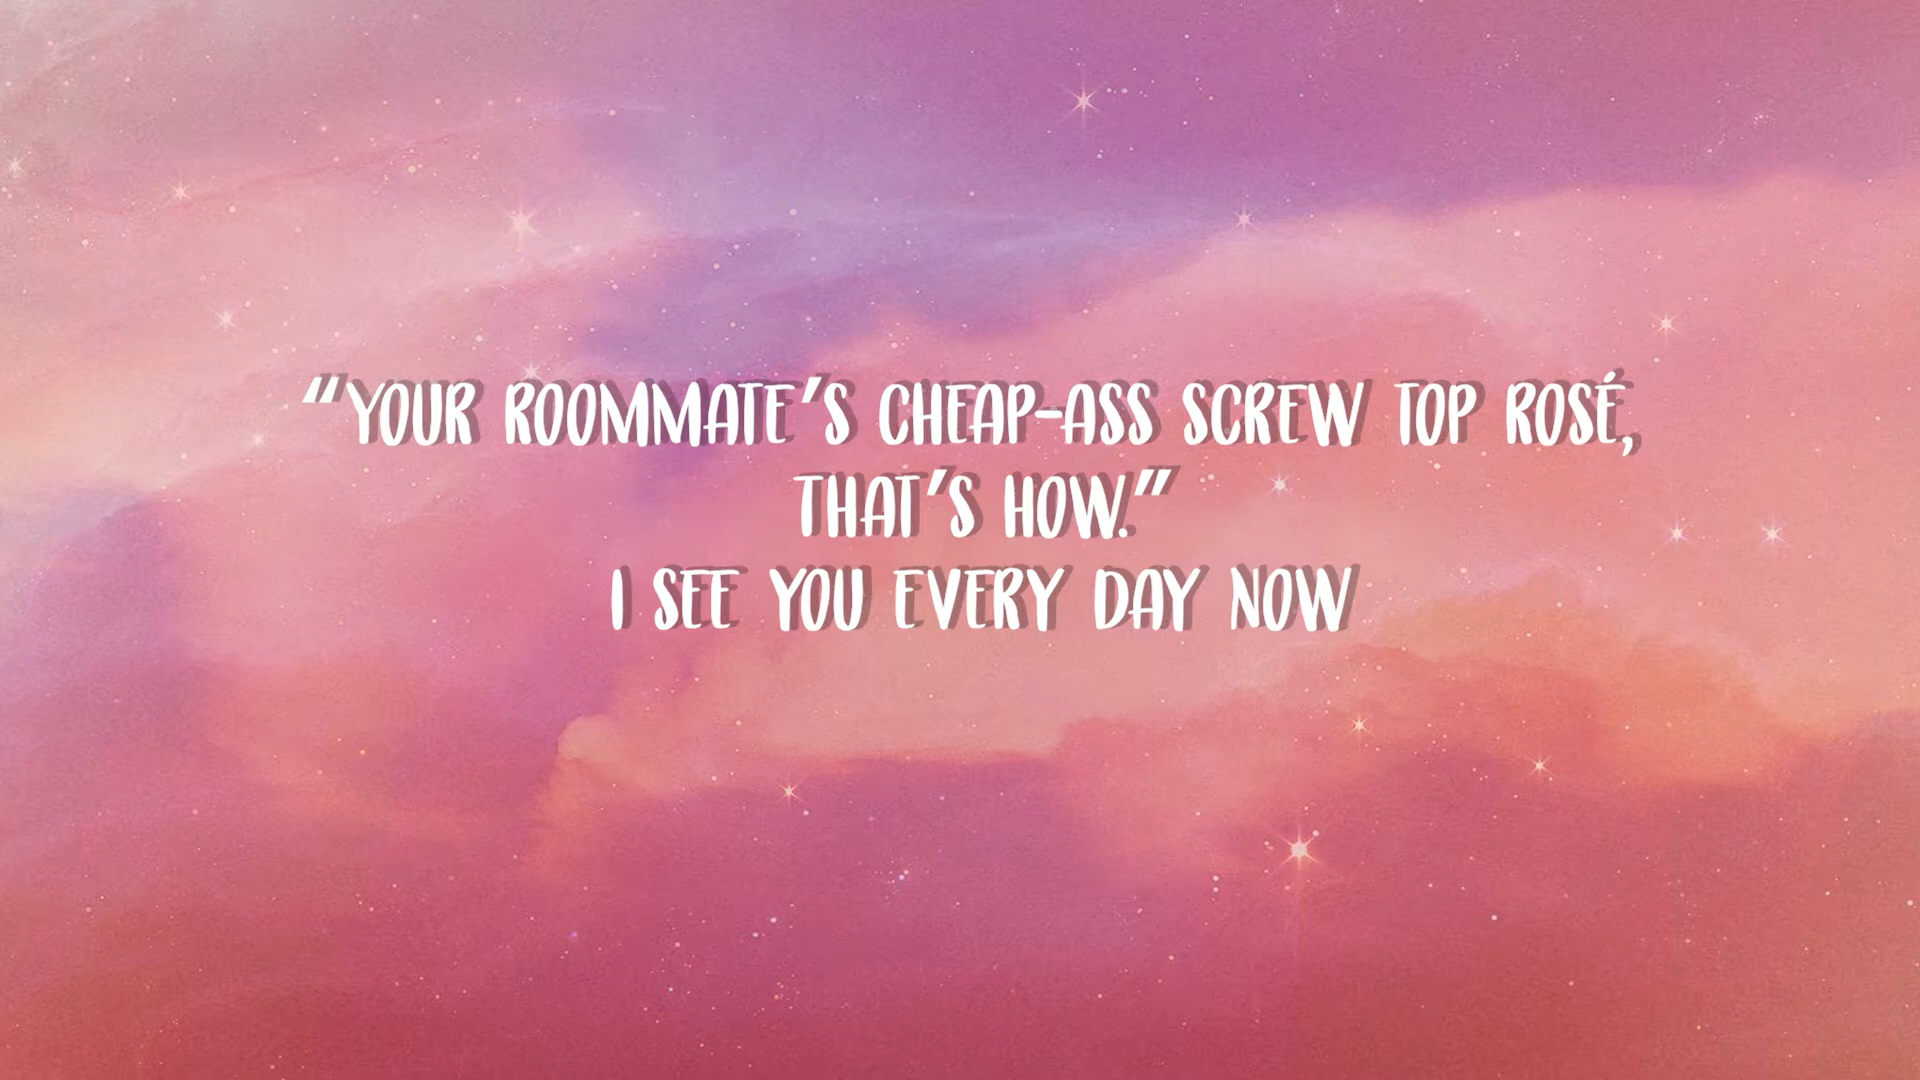 "YOUR ROOMMATE'S CHEAP-ASS SCREW TOP ROSÉ,
THAT'S HOW."
I SEE YOU EVERY DAY NOW